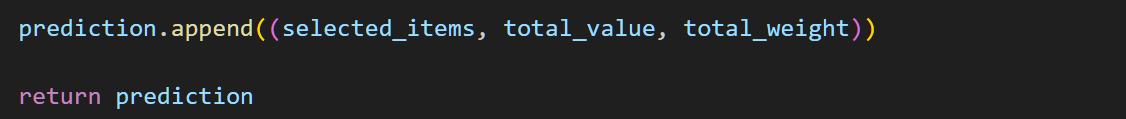 prediction.append((selected_items, total_value, total_weight))
return prediction